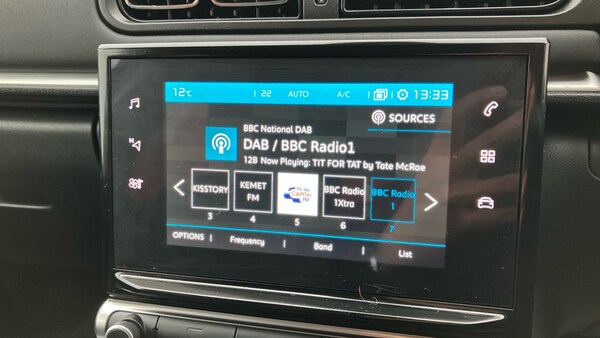 12°C | 22 AUTO A/C | 13:33
SOURCES
BBC National DAB
DAB / BBC Radio1
12B Now Playing: TIT FOR TAT by Tate McRae
KISSTORY
3
KEMET
FM
4
CAPITAL
FM
5
BBC Radio
1Xtra
6
BBC Radio
1
7
OPTIONS | Frequency | Band | List